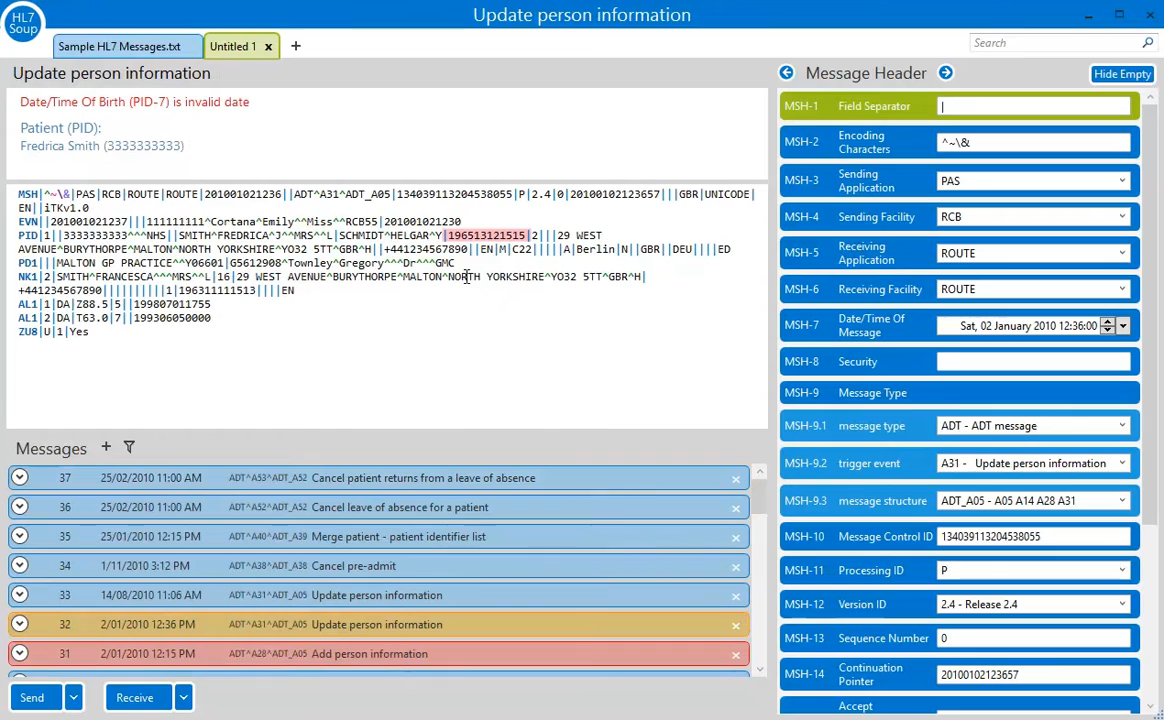 HL7
Soup
Update person information
Sample HL7 Messages.txt
Untitled 1 ×
+
Search
Update person information
Date/Time Of Birth (PID-7) is invalid date
Patient (PID):
Fredrica Smith (3333333333)
MSH|^~\&|PAS|RCB|ROUTE|ROUTE|201001021236||ADT^A31^ADT_A05|134039113204538055|P|2.4|0|20100102123657|||GBR|UNICODE|
EN||iTKv1.0
EVN||201001021237|||111111111^Cortana^Emily^^Miss^^RCB55|201001021230
PID|1||3333333333^^^NHS||SMITH^FREDRICA^J^^MRS^^L|SCHMIDT^HELGAR^Y|196513121515|2|||29 WEST
AVENUE^BURYTHORPE^MALTON^NORTH YORKSHIRE^YO32 5TT^GBR^H||+441234567890||EN|M|C22|||||A|Berlin|N||GBR||DEU||||ED
PD1|||MALTON GP PRACTICE^^Y06601|G5612908^Townley^Gregory^^^Dr^^^GMC
NK1|2|SMITH^FRANCESCA^^^MRS^^L|16|29 WEST AVENUE^BURYTHORPE^MALTON^NORTH YORKSHIRE^YO32 5TT^GBR^H|
+441234567890||||||||||1|196311111513||||EN
AL1|1|DA|Z88.5|5||199807011755
AL1|2|DA|T63.0|7||199306050000
ZU8|U|1|Yes
Messages +
37 25/02/2010 11:00 AM ADT^A53^ADT_A52 Cancel patient returns from a leave of absence ×
36 25/02/2010 11:00 AM ADT^A52^ADT_A52 Cancel leave of absence for a patient ×
35 25/01/2010 12:15 PM ADT^A40^ADT_A39 Merge patient - patient identifier list ×
34 1/11/2010 3:12 PM ADT^A38^ADT_A38 Cancel pre-admit ×
33 14/08/2010 11:06 AM ADT^A31^ADT_A05 Update person information ×
32 2/01/2010 12:36 PM ADT^A31^ADT_A05 Update person information ×
31 2/01/2010 12:15 PM ADT^A28^ADT_A05 Add person information ×
Send
Receive
Message Header
Hide Empty
MSH-1 Field Separator |
MSH-2 Encoding Characters ^~\&
MSH-3 Sending Application PAS
MSH-4 Sending Facility RCB
MSH-5 Receiving Application ROUTE
MSH-6 Receiving Facility ROUTE
MSH-7 Date/Time Of Message Sat, 02 January 2010 12:36:00
MSH-8 Security
MSH-9 Message Type
MSH-9.1 message type ADT - ADT message
MSH-9.2 trigger event A31 - Update person information
MSH-9.3 message structure ADT_A05 - A05 A14 A28 A31
MSH-10 Message Control ID 134039113204538055
MSH-11 Processing ID P
MSH-12 Version ID 2.4 - Release 2.4
MSH-13 Sequence Number 0
MSH-14 Continuation Pointer 20100102123657
Accept